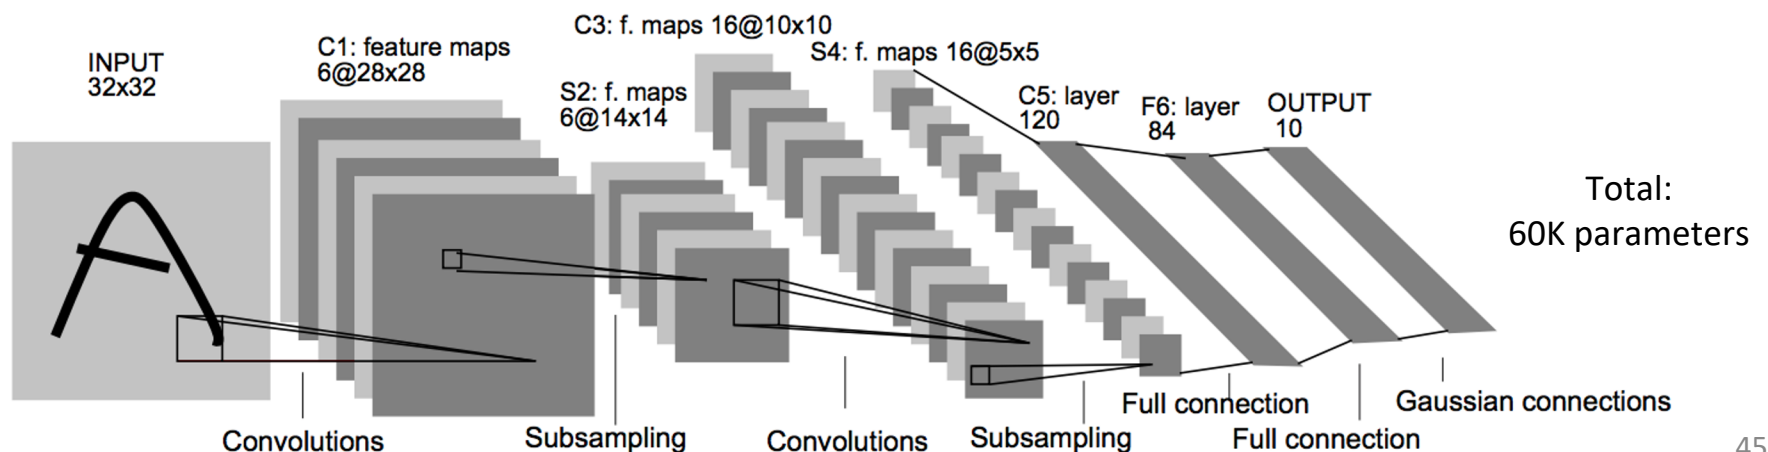 INPUT
32x32
C1: feature maps
6@28x28
C3: f. maps 16@10x10
S2: f. maps
6@14x14
S4: f. maps 16@5x5
C5: layer
120
F6: layer
84
OUTPUT
10
Total:
60K parameters
Convolutions
Subsampling
Convolutions
Subsampling
Full connection
Full connection
Gaussian connections
45